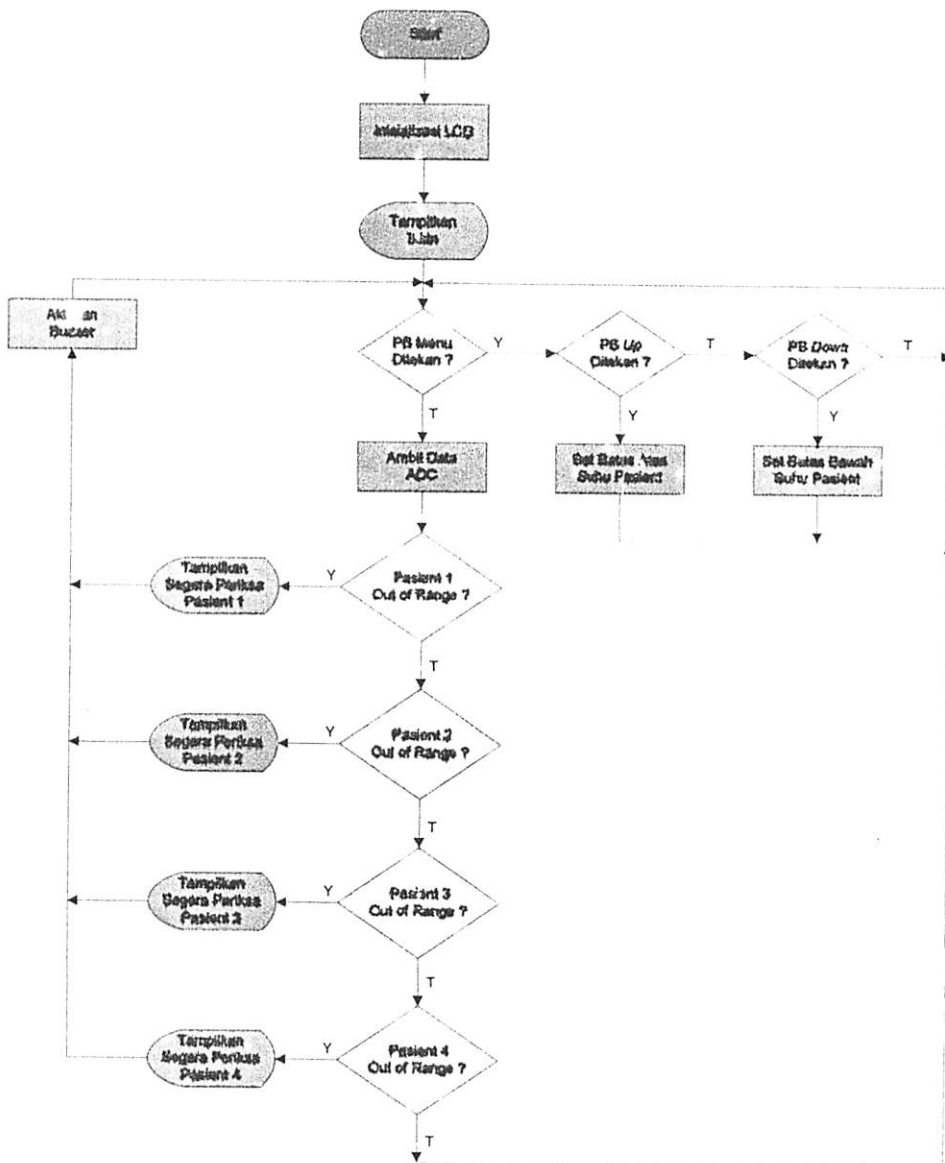 Start
Inisialisasi LCD
Tampilkan
PB Menu
Ditekan ?
Y
PB Up
Ditekan ?
T
PB Down
Ditekan ?
T
Buzzer
T
Y
Y
Ambil Data
ADC
Set Batas Atas
Suhu Pasient
Set Batas Bawah
Suhu Pasient
Tampilkan
Segera Periksa
Pasient 1
Y
Pasient 1
Out of Range ?
T
Tampilkan
Segera Periksa
Pasient 2
Y
Pasient 2
Out of Range ?
T
Tampilkan
Segera Periksa
Pasient 3
Y
Pasient 3
Out of Range ?
T
Tampilkan
Segera Periksa
Pasient 4
Y
Pasient 4
Out of Range ?
T